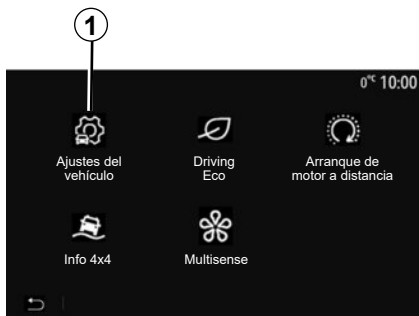 1
0°C 10:00
Ajustes del
vehículo
Driving
Eco
Arranque de
motor a distancia
Info 4x4
Multisense